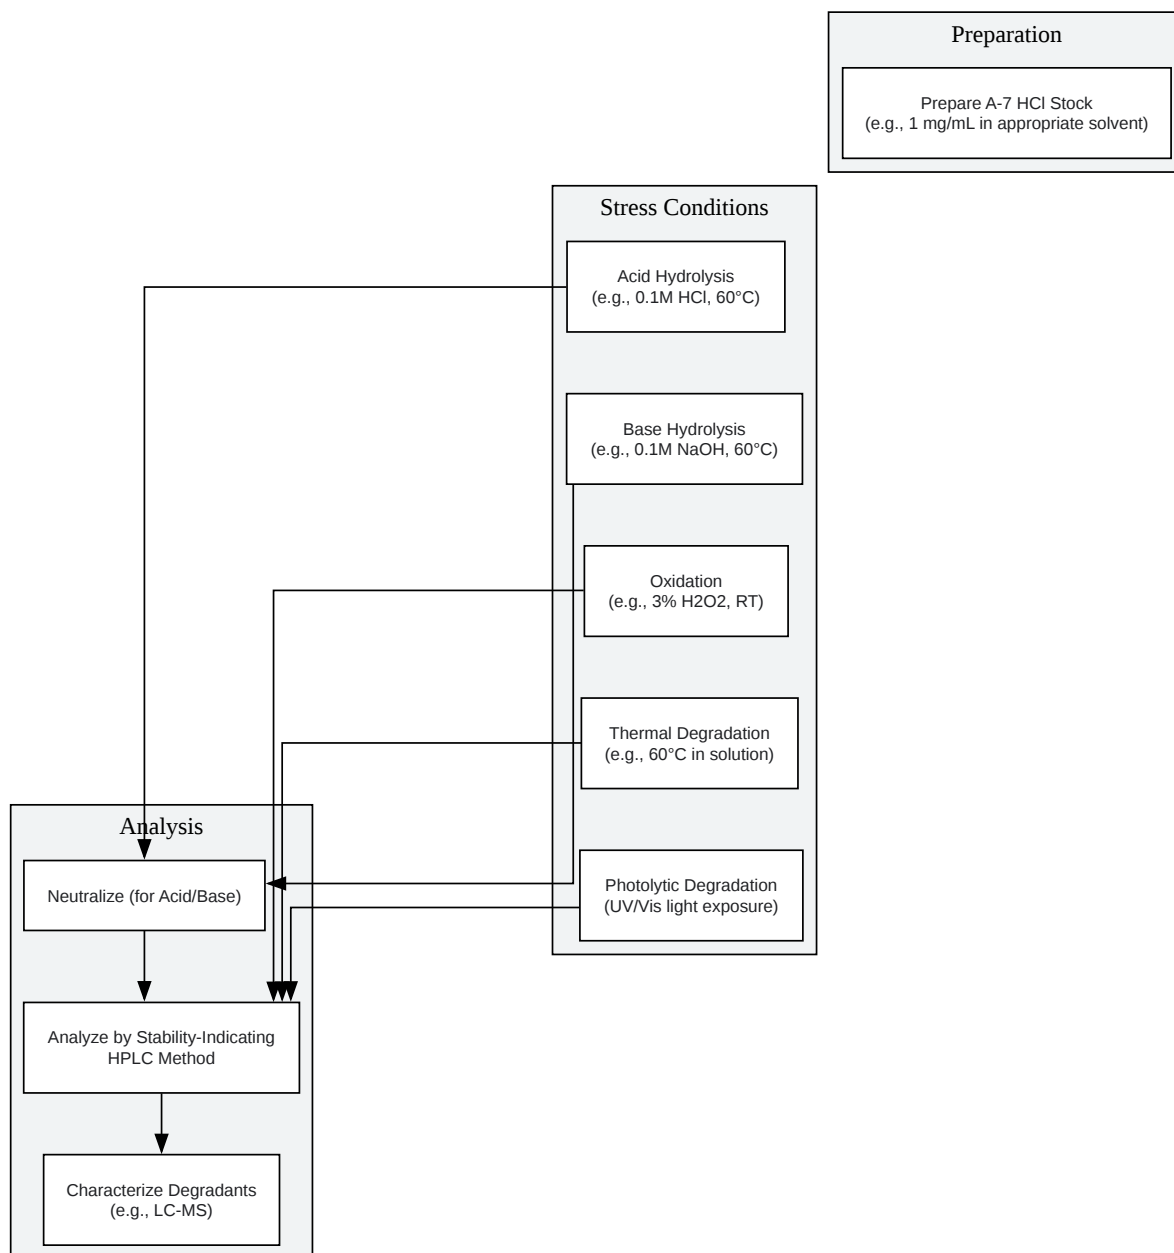 Preparation
Prepare A-7 HCl Stock
(e.g., 1 mg/mL in appropriate solvent)
Stress Conditions
Acid Hydrolysis
(e.g., 0.1M HCl, 60°C)
Base Hydrolysis
(e.g., 0.1M NaOH, 60°C)
Oxidation
(e.g., 3% H2O2, RT)
Thermal Degradation
(e.g., 60°C in solution)
Photolytic Degradation
(UV/Vis light exposure)
Analysis
Neutralize (for Acid/Base)
Analyze by Stability-Indicating
HPLC Method
Characterize Degradants
(e.g., LC-MS)